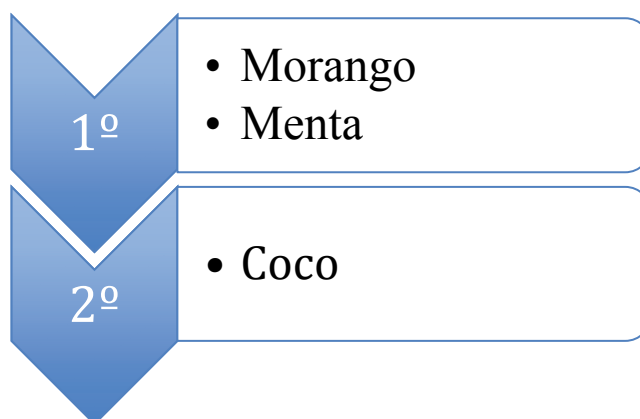 1º
• Morango
• Menta
2º
• Coco